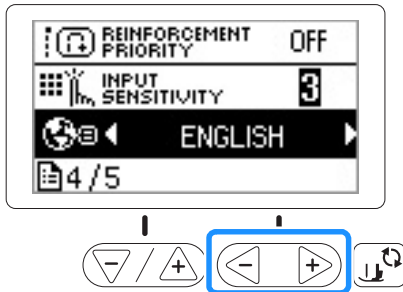 REINFORCEMENT
PRIORITY OFF
INPUT
SENSITIVITY 3
ENGLISH
4/5
− / +
− +